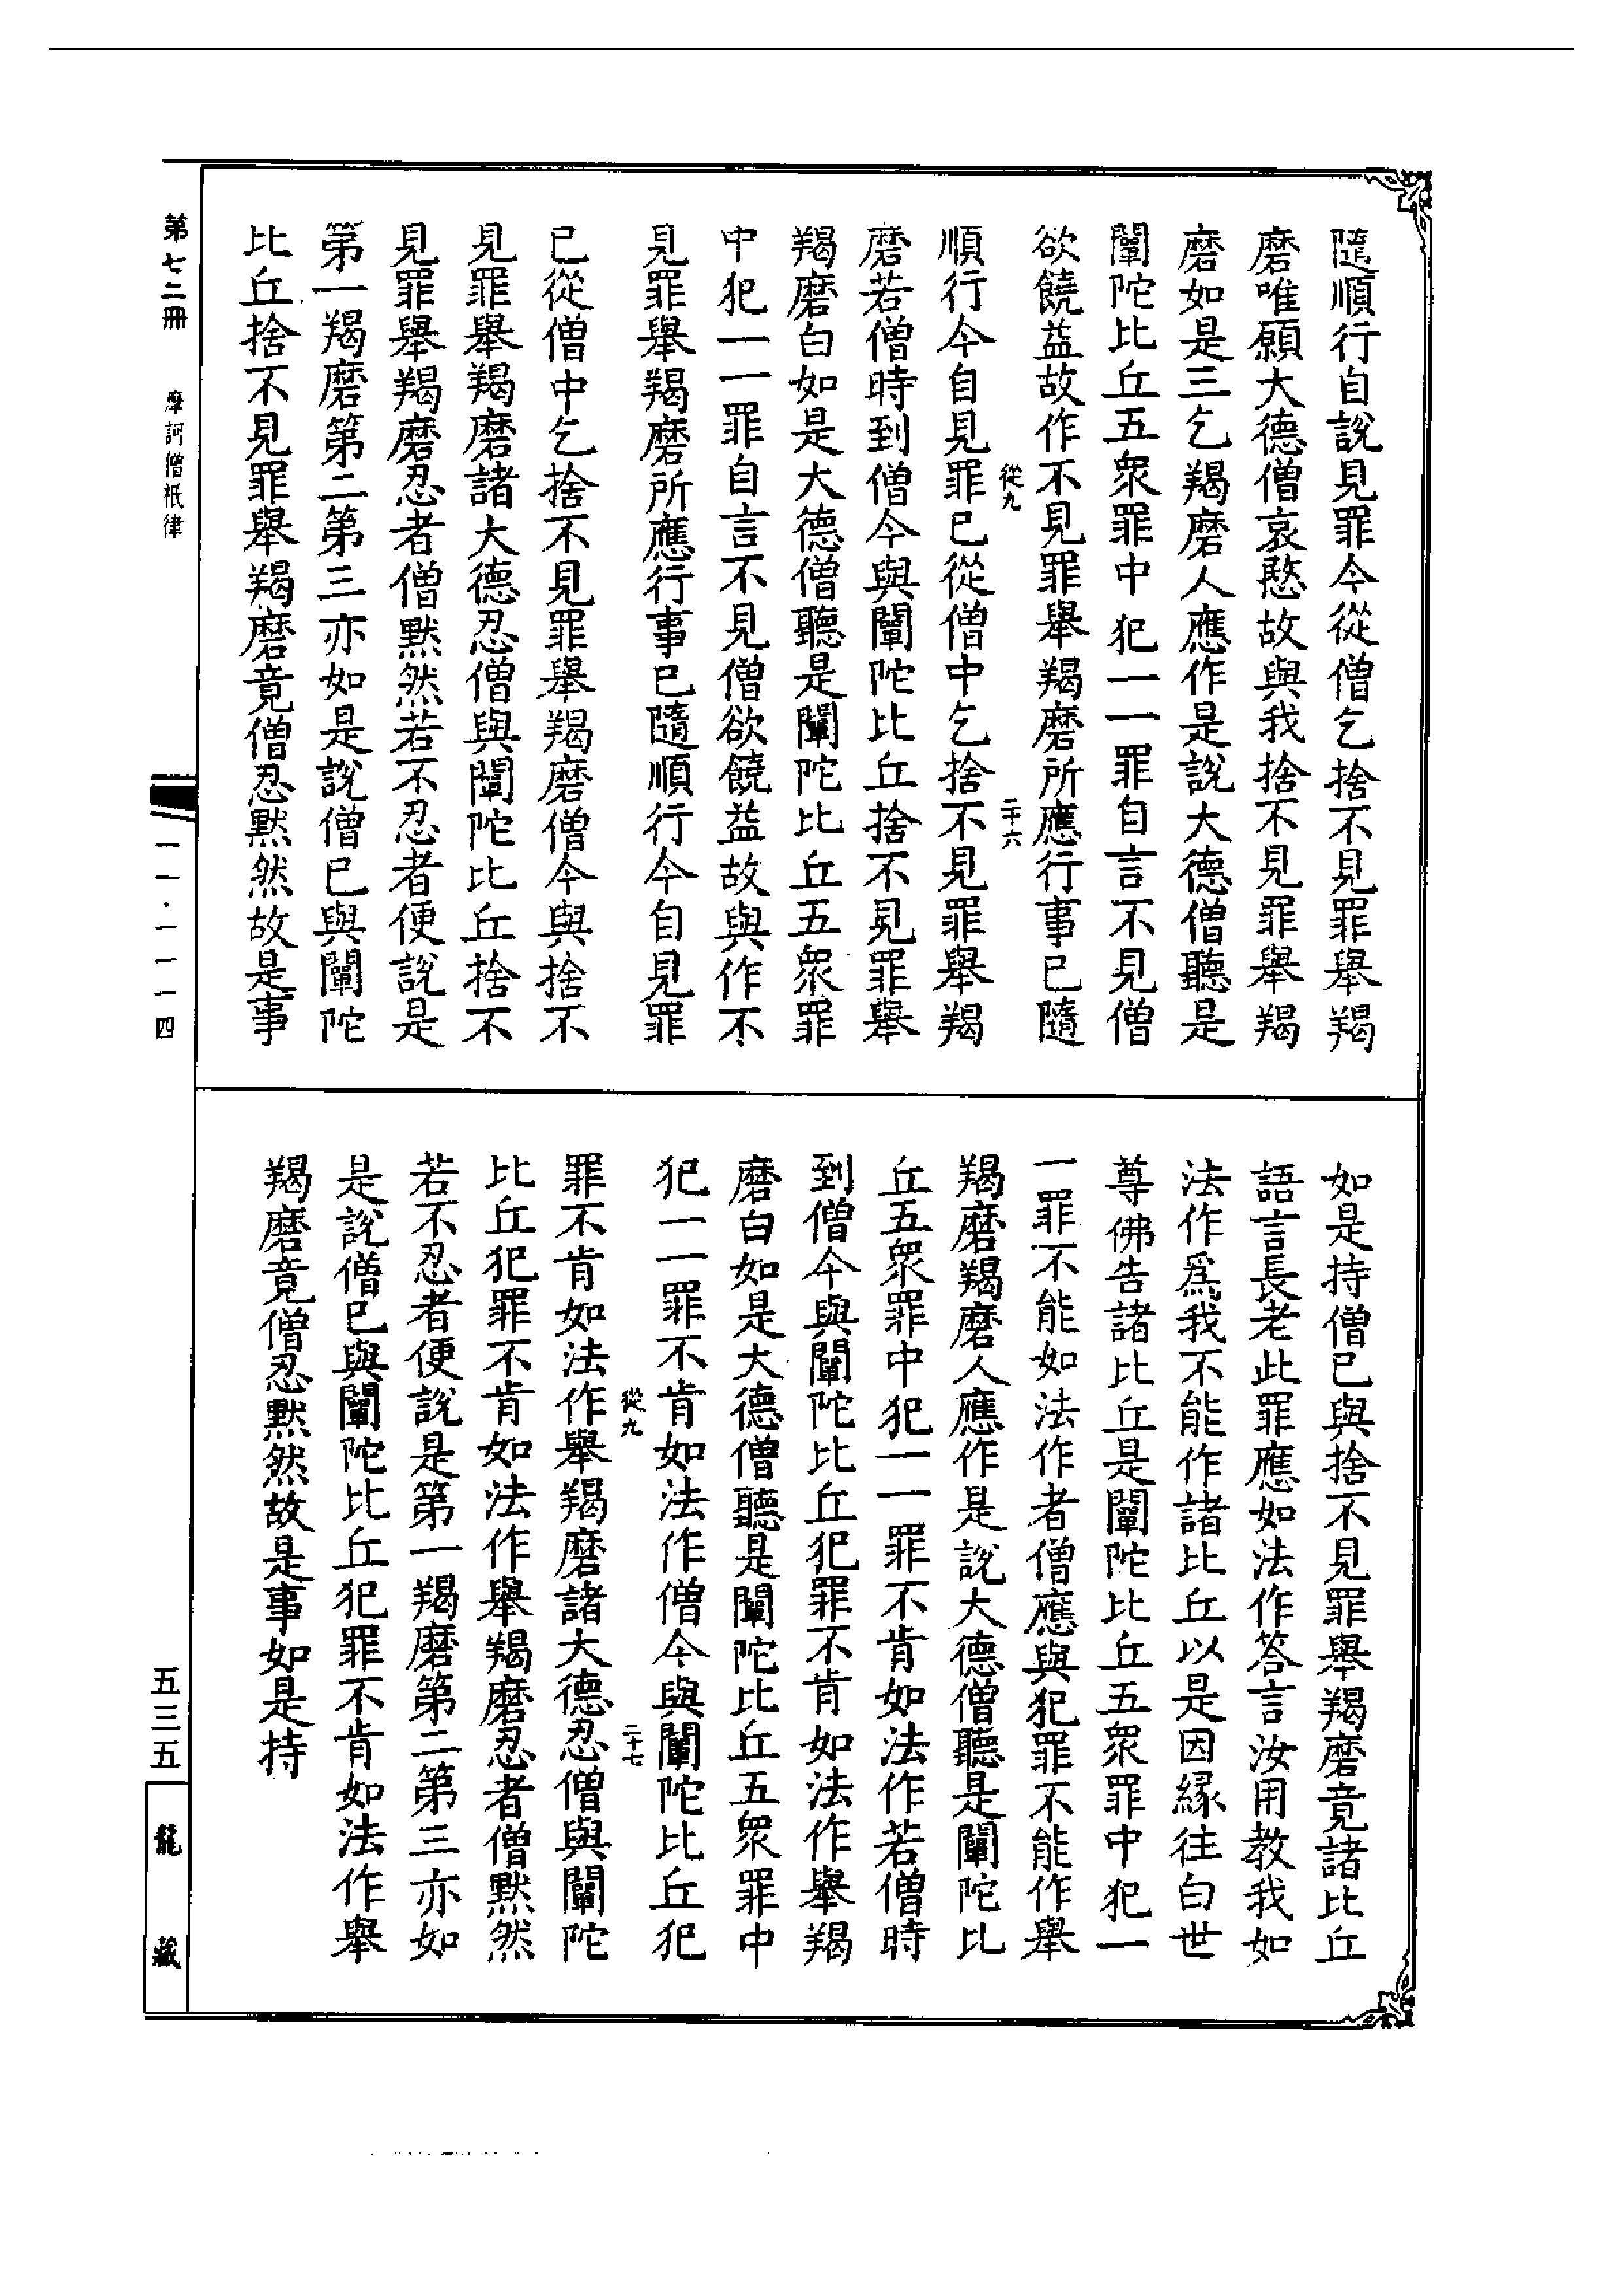 隨順行自說見罪今從僧乞捨不見罪舉羯
磨唯願大德僧哀愍故與我捨不見罪舉羯
磨如是三乞羯磨人應作是說大德僧聽是
闡陀比丘五衆罪中犯一一罪自言不見僧
欲饒益故作不見罪舉羯磨所應行事已隨
從九
二十六
順行今自見罪已從僧中乞捨不見罪舉羯
磨若僧時到僧今與闡陀比丘捨不見罪舉
羯磨白如是大德僧聽是闡陀比丘五衆罪
中犯一一罪自言不見僧欲饒益故與作不
見罪舉羯磨所應行事已隨順行今自見罪
已從僧中乞捨不見罪舉羯磨僧今與捨不
見罪舉羯磨諸大德忍僧與闡陀比丘捨不
見罪舉羯磨忍者僧默然若不忍者便說是
第一羯磨第二第三亦如是說僧已與闡陀
比丘捨不見罪舉羯磨竟僧忍默然故是事
如是持僧已與捨不見罪舉羯磨竟諸比丘
語言長老此罪應如法作答言汝用教我如
法作爲我不能作諸比丘以是因緣往白世
尊佛告諸比丘是闡陀比丘五衆罪中犯一
一罪不能如法作者僧應與犯罪不能作舉
羯磨羯磨人應作是說大德僧聽是闡陀比
丘五衆罪中犯一一罪不肯如法作若僧時
到僧今與闡陀比丘犯罪不肯如法作舉羯
磨白如是大德僧聽是闡陀比丘五衆罪中
犯一一罪不肯如法作僧今與闡陀比丘犯
從九
二十七
罪不肯如法作舉羯磨諸大德忍僧與闡陀
比丘犯罪不肯如法作舉羯磨忍者僧默然
若不忍者便說是第一羯磨第二第三亦如
是說僧已與闡陀比丘犯罪不肯如法作舉
羯磨竟僧忍默然故是事如是持
第七二冊
摩訶僧祇律
一一·一一一四
五三五
龍藏